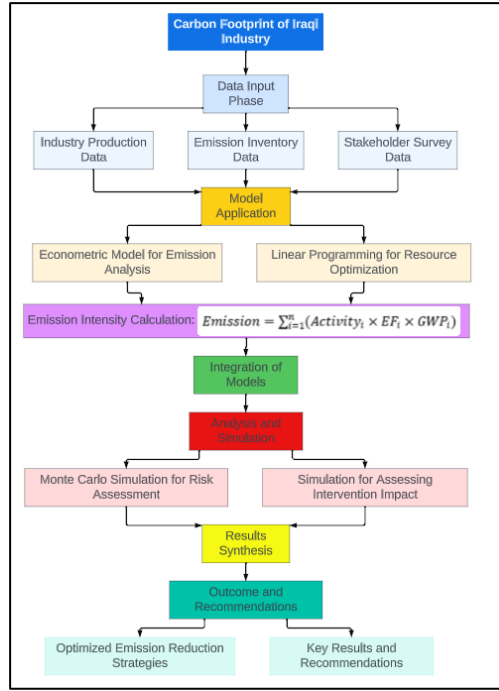 Carbon Footprint of Iraqi
Industry
Data Input
Phase
Industry Production
Data
Emission Inventory
Data
Stakeholder Survey
Data
Model
Application
Econometric Model for Emission
Analysis
Linear Programming for Resource
Optimization
Emission Intensity Calculation: Emission = ∑ⁿᵢ₌₁(Activityᵢ × EFᵢ × GWPᵢ)
Integration of
Models
Analysis and
Simulation
Monte Carlo Simulation for Risk
Assessment
Simulation for Assessing
Intervention Impact
Results
Synthesis
Outcome and
Recommendations
Optimized Emission Reduction
Strategies
Key Results and
Recommendations